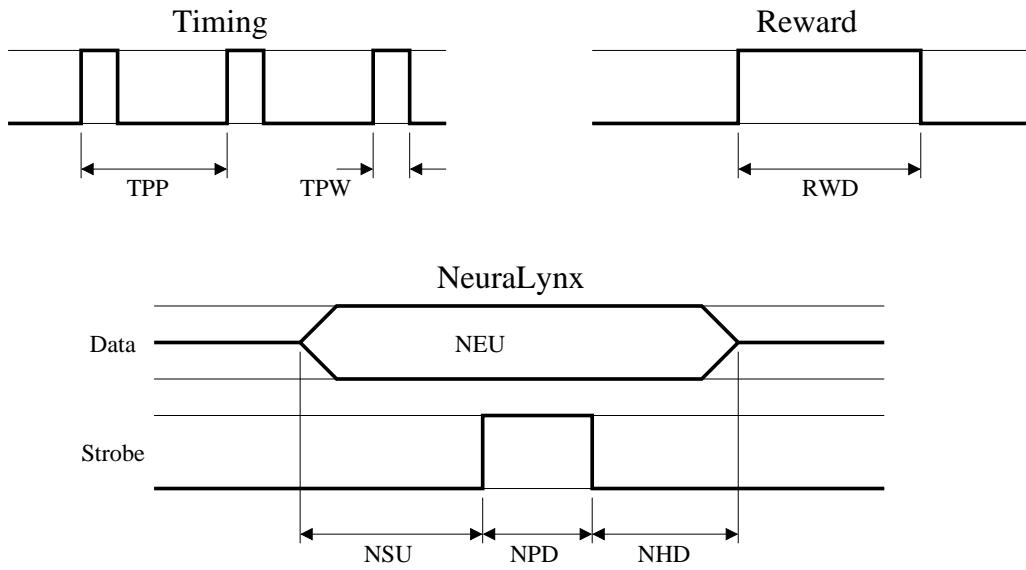 Timing
Reward
TPP
TPW
RWD
NeuraLynx
Data
NEU
Strobe
NSU
NPD
NHD